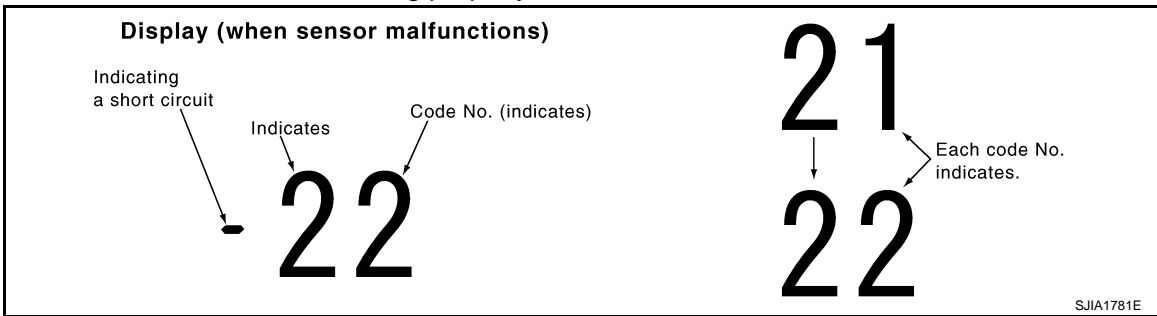 Display (when sensor malfunctions)
Indicating
a short circuit
Indicates
Code No. (indicates)
- 22
21
Each code No.
indicates.
22
SJIA1781E